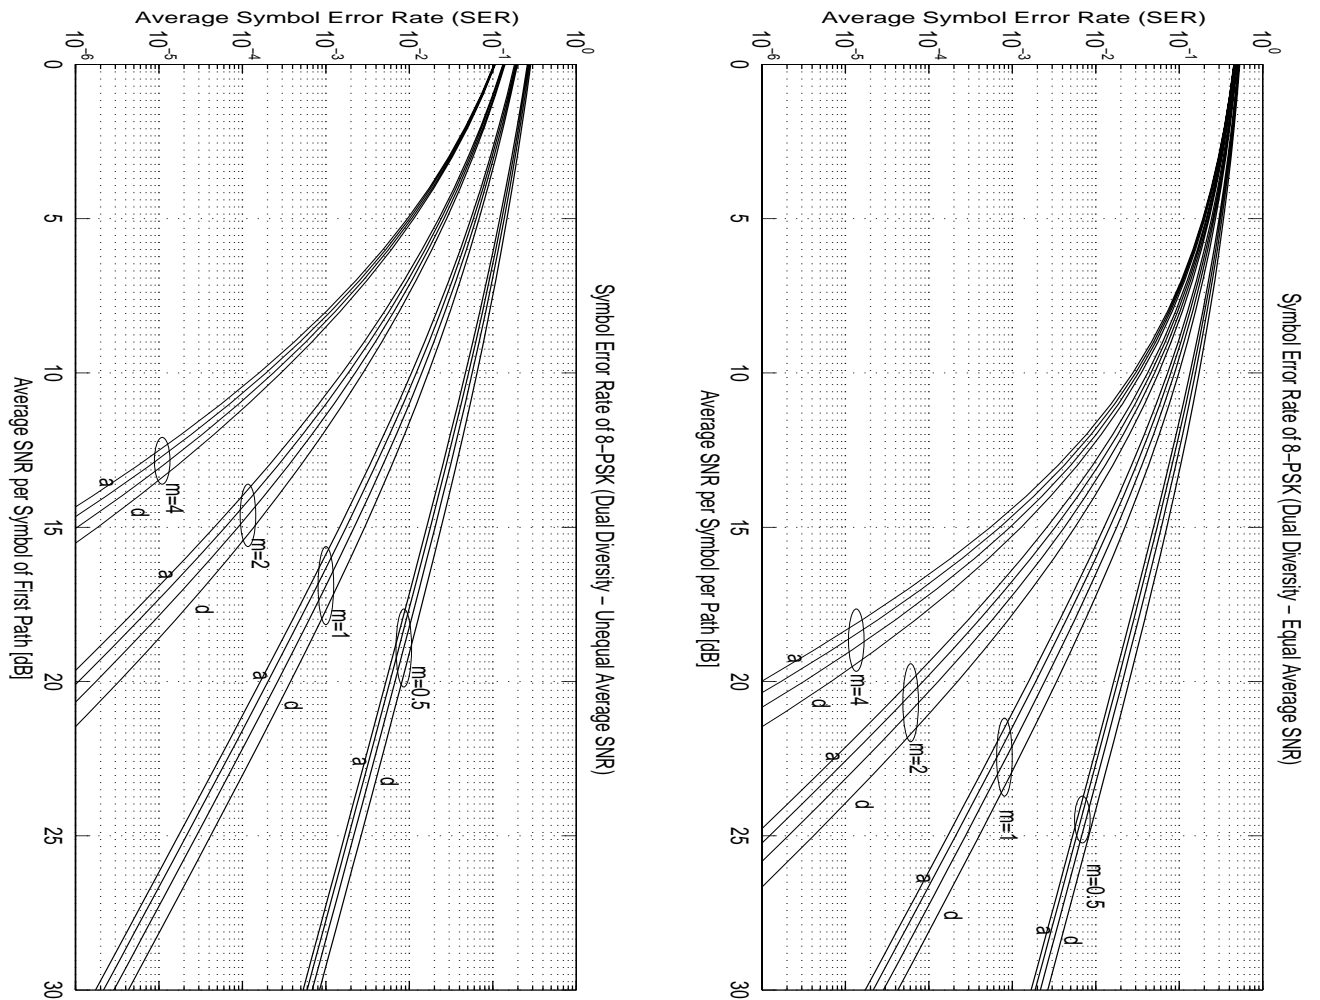 Symbol Error Rate of 8−PSK (Dual Diversity − Equal Average SNR)
Average Symbol Error Rate (SER)
10^0
10^-1
10^-2
10^-3
10^-4
10^-5
10^-6
0
5
10
15
20
25
30
Average SNR per Symbol per Path [dB]
m=0.5
m=1
m=2
m=4
a
d
a
d
a
d
a
d
Symbol Error Rate of 8−PSK (Dual Diversity − Unequal Average SNR)
Average Symbol Error Rate (SER)
10^0
10^-1
10^-2
10^-3
10^-4
10^-5
10^-6
0
5
10
15
20
25
30
Average SNR per Symbol of First Path [dB]
m=0.5
m=1
m=2
m=4
a
d
a
d
a
d
a
d